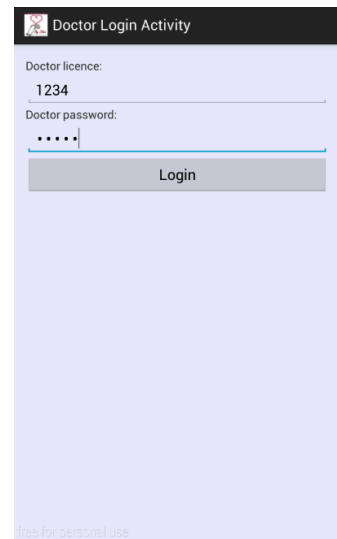 Doctor Login Activity
Doctor licence:
1234
Doctor password:
•••••
Login
free for personal use